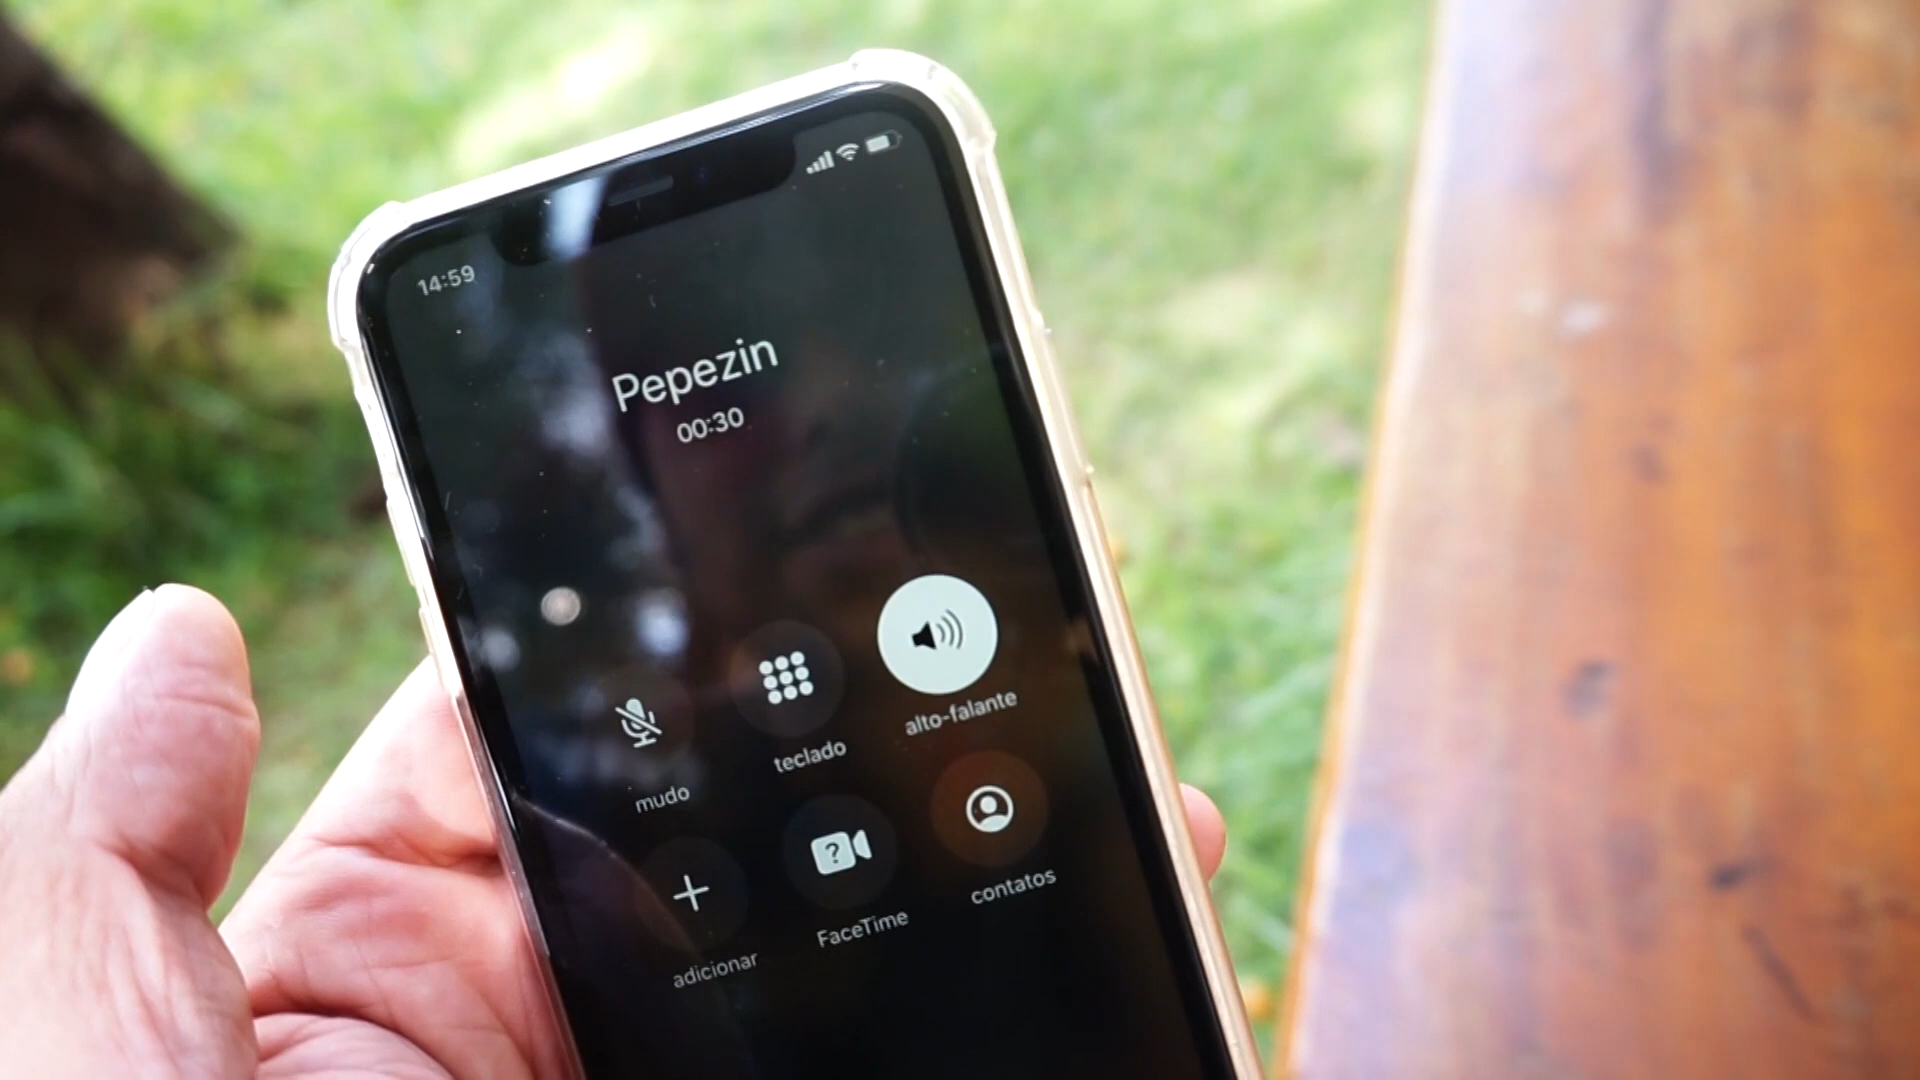 14:59
Pepezin
00:30
mudo
teclado
alto-falante
adicionar
FaceTime
contatos